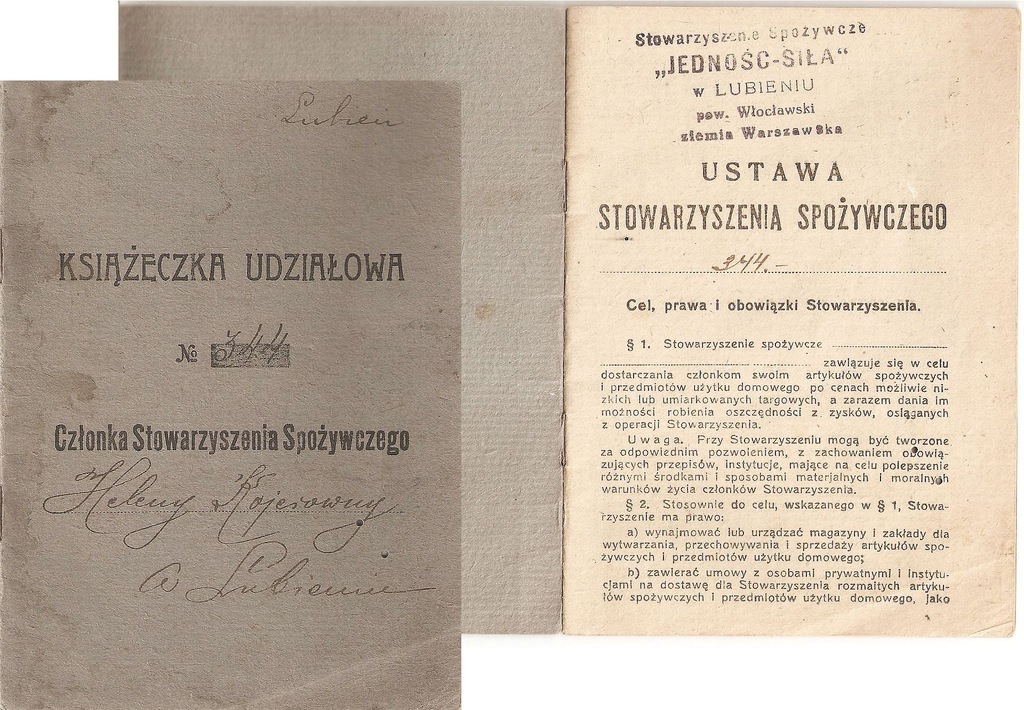 Lubień
KSIĄŻECZKA UDZIAŁOWA
№ 344
Członka Stowarzyszenia Spożywczego
Heleny
w Lubieniu
Stowarzyszenie Spożywcze
„JEDNOŚC-SIŁA“
w LUBIENIU
pow. Włocławski
ziemia Warszawska
USTAWA
STOWARZYSZENIA SPOŻYWCZEGO
344.-
Cel, prawa i obowiązki Stowarzyszenia.
§ 1. Stowarzyszenie spożywcze
zawiązuje się w celu
dostarczania członkom swoim artykułów spożywczych
i przedmiotów użytku domowego po cenach możliwie ni-
zkich lub umiarkowanych targowych, a zarazem dania im
możności robienia oszczędności z zysków, osiąganych
z operacji Stowarzyszenia.
Uwaga. Przy Stowarzyszeniu mogą być tworzone
za odpowiednim pozwoleniem, z zachowaniem obowią-
zujących przepisów, instytucje, mające na celu polepszenie
różnymi środkami i sposobami materjalnych i moralnych
warunków życia członków Stowarzyszenia.
§ 2. Stosownie do celu, wskazanego w § 1, Stowa-
rzyszenie ma prawo:
a) wynajmować lub urządzać magazyny i zakłady dla
wytwarzania, przechowywania i sprzedaży artykułów spo-
żywczych i przedmiotów użytku domowego;
b) zawierać umowy z osobami prywatnymi i instytu-
cjami na dostawę dla Stowarzyszenia rozmaitych artyku-
łów spożywczych i przedmiotów użytku domowego, jako